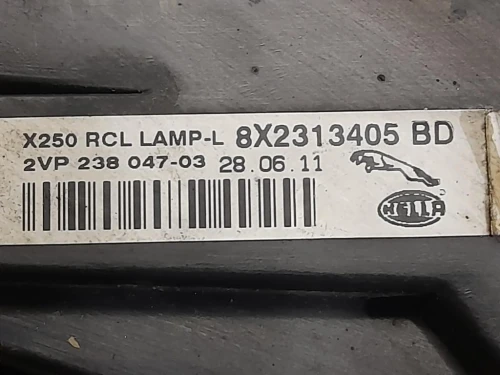 X250 RCL LAMP-L 8X2313405 BD
2VP 238 047-03 28.06.11
HELLA